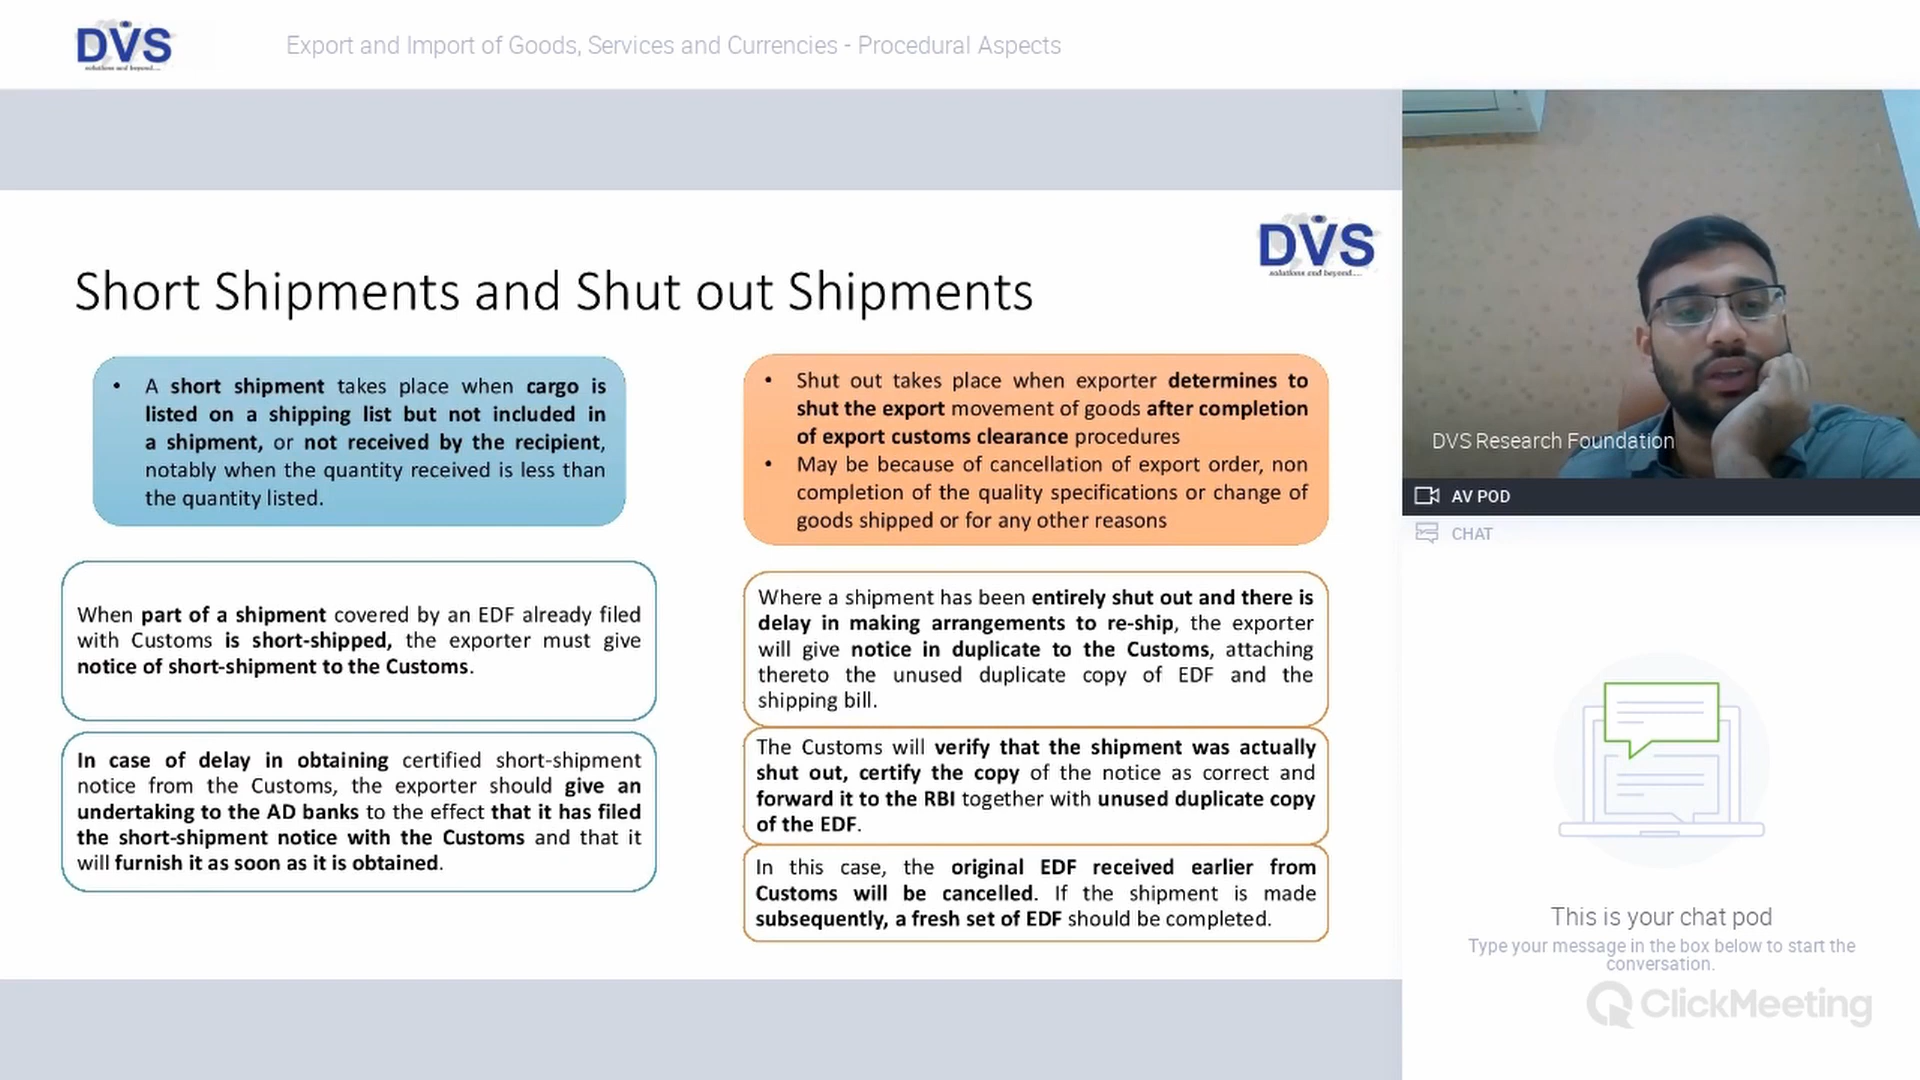 DVS
solutions and beyond....
Export and Import of Goods, Services and Currencies - Procedural Aspects
DVS
solutions and beyond....
Short Shipments and Shut out Shipments
• A short shipment takes place when cargo is
listed on a shipping list but not included in
a shipment, or not received by the recipient,
notably when the quantity received is less than
the quantity listed.
When part of a shipment covered by an EDF already filed
with Customs is short-shipped, the exporter must give
notice of short-shipment to the Customs.
In case of delay in obtaining certified short-shipment
notice from the Customs, the exporter should give an
undertaking to the AD banks to the effect that it has filed
the short-shipment notice with the Customs and that it
will furnish it as soon as it is obtained.
• Shut out takes place when exporter determines to
shut the export movement of goods after completion
of export customs clearance procedures
• May be because of cancellation of export order, non
completion of the quality specifications or change of
goods shipped or for any other reasons
Where a shipment has been entirely shut out and there is
delay in making arrangements to re-ship, the exporter
will give notice in duplicate to the Customs, attaching
thereto the unused duplicate copy of EDF and the
shipping bill.
The Customs will verify that the shipment was actually
shut out, certify the copy of the notice as correct and
forward it to the RBI together with unused duplicate copy
of the EDF.
In this case, the original EDF received earlier from
Customs will be cancelled. If the shipment is made
subsequently, a fresh set of EDF should be completed.
DVS Research Foundation
AV POD
CHAT
This is your chat pod
Type your message in the box below to start the
conversation.
ClickMeeting